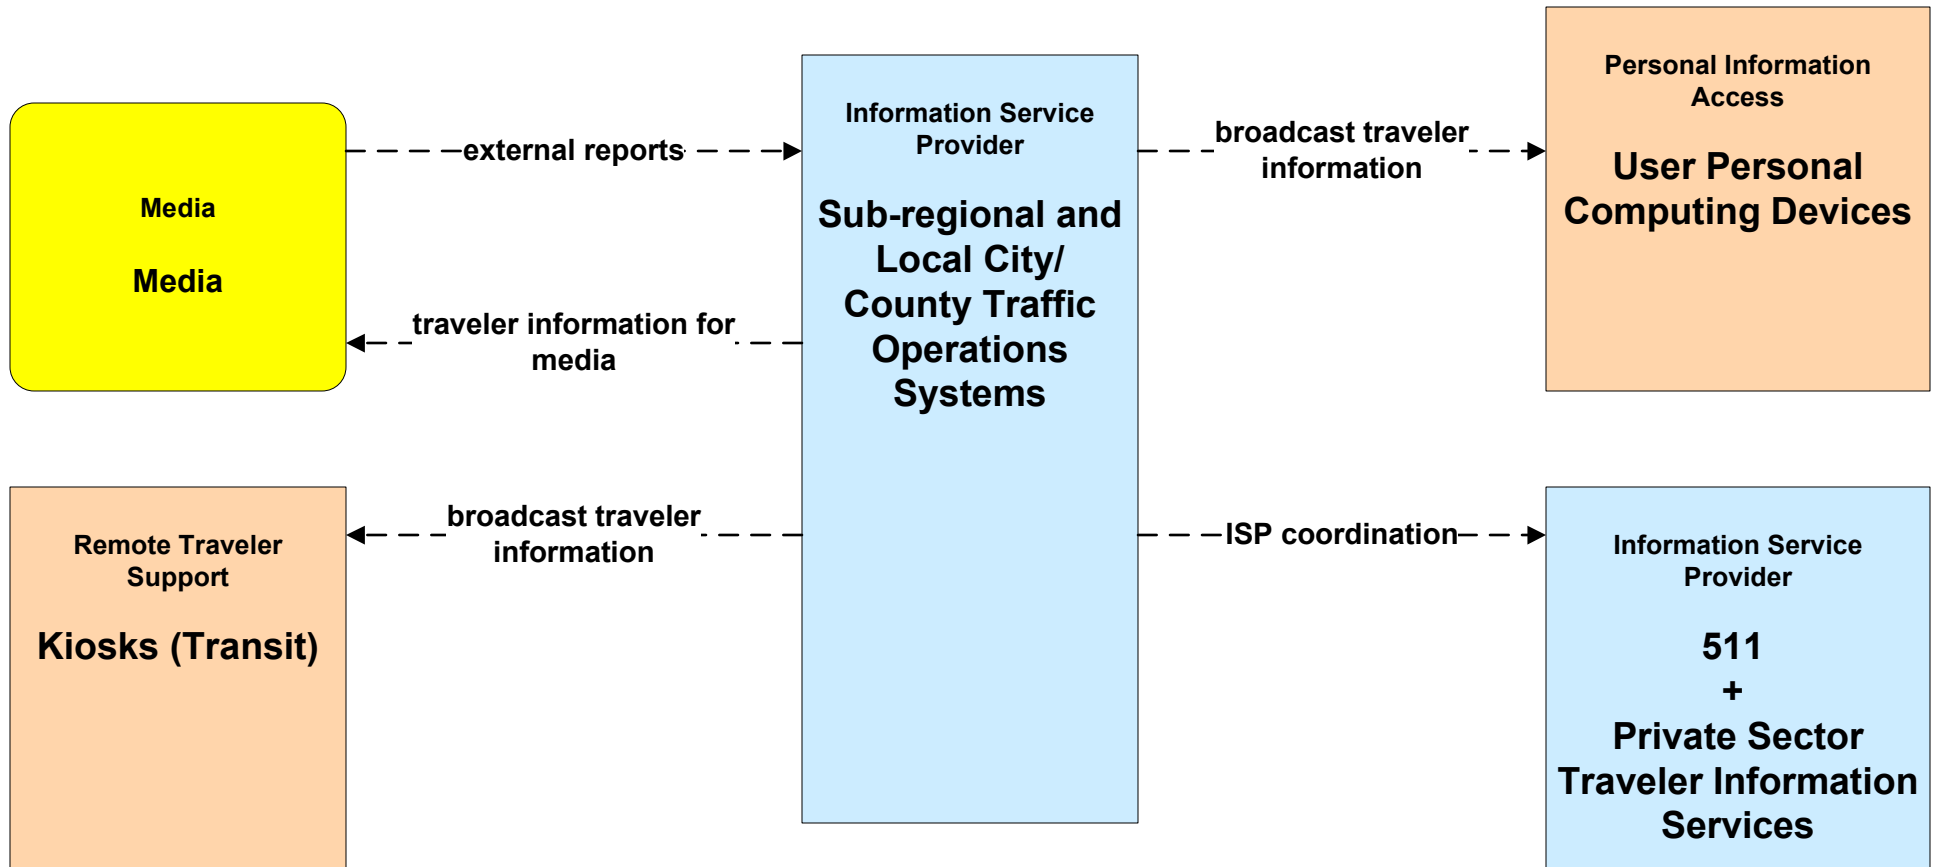 Media
Media
external reports
traveler information for
media
Information Service
Provider
Sub-regional and
Local City/
County Traffic
Operations
Systems
broadcast traveler
information
Personal Information
Access
User Personal
Computing Devices
Remote Traveler
Support
Kiosks (Transit)
broadcast traveler
information
ISP coordination
Information Service
Provider
511
+
Private Sector
Traveler Information
Services